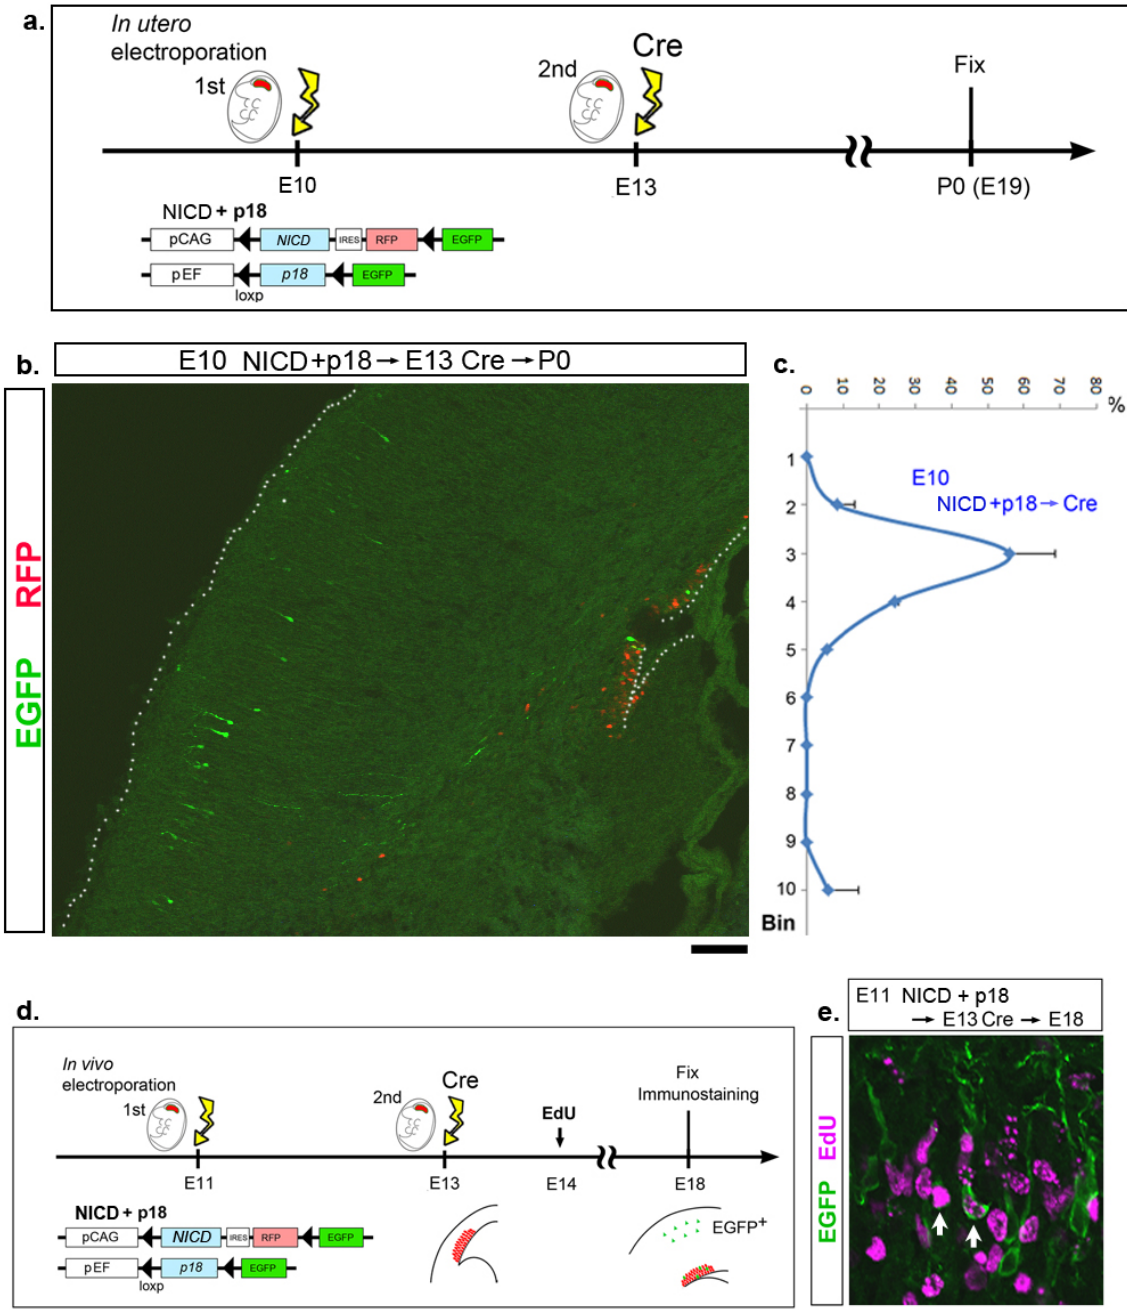 a.
In utero
electroporation
1st
2nd
Cre
Fix
E10
E13
P0 (E19)
NICD + p18
pCAG
NICD
IRES
RFP
EGFP
pEF
p18
EGFP
loxp
b.
E10 NICD+p18→E13 Cre→P0
EGFP RFP
c.
0 10 20 30 40 50 60 70 80
%
E10
NICD+p18→Cre
1
2
3
4
5
6
7
8
9
10
Bin
d.
In vivo
electroporation
1st
2nd
Cre
EdU
Fix
Immunostaining
E11
E13
E14
E18
NICD + p18
pCAG
NICD
IRES
RFP
EGFP
pEF
p18
EGFP
loxp
EGFP+
e.
E11 NICD + p18
→ E13 Cre → E18
EGFP EdU